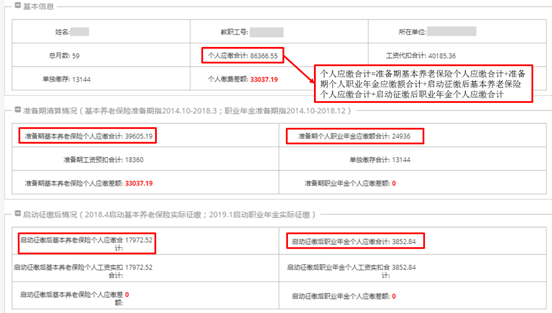 基本信息
姓名:
教职工号:
所在单位:
总月数: 59
个人应缴合计: 86366.55
工资代扣合计: 40185.36
单独缴存: 13144
个人缴费差额: 33037.19
个人应缴合计=准备期基本养老保险个人应缴合计+准备
期个人职业年金应缴额合计+启动征缴后基本养老保险
个人应缴合计+启动征缴后职业年金个人应缴合计
准备期清算情况（基本养老保险准备期指2014.10-2018.3；职业年金准备期指2014.10-2018.12）
准备期基本养老保险个人应缴合计: 39605.19
准备期个人职业年金应缴额合计: 24936
准备期工资预扣合计: 18360
单独缴存合计: 13144
准备期基本养老保险个人应缴差额: 33037.19
准备期职业年金个人应缴差额: 0
启动征缴后情况（2018.4启动基本养老保险实际征缴；2019.1启动职业年金实际征缴）
启动征缴后基本养老保险个人应缴合 17972.52
计:
启动征缴后职业年金个人应缴合计: 3852.84
启动征缴后基本养老保险个人工资实扣 17972.52
合计:
启动征缴后职业年金个人工资实扣合 3852.84
计:
启动征缴后基本养老保险个人应缴差 0
额:
启动征缴后职业年金个人应缴差额: 0